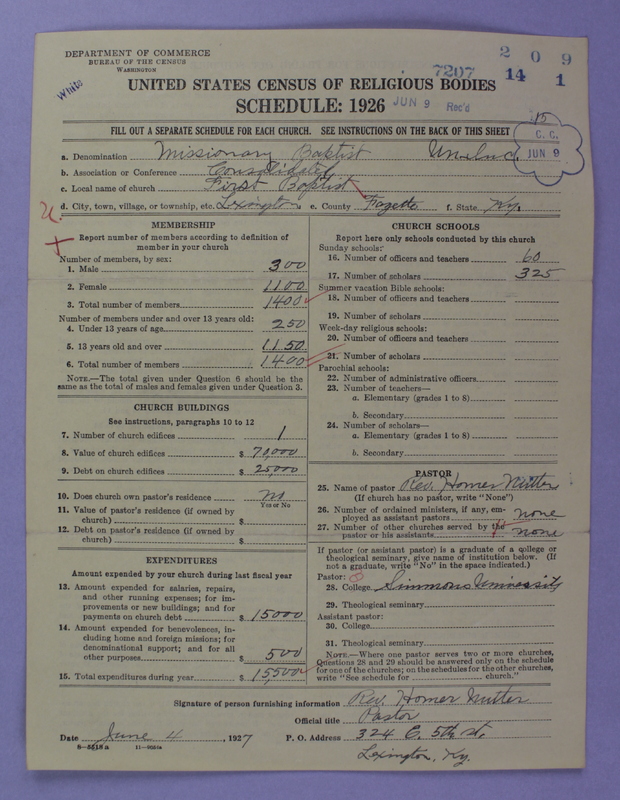 DEPARTMENT OF COMMERCE
BUREAU OF THE CENSUS
WASHINGTON
White
7207
2 0 9
14 1
UNITED STATES CENSUS OF RELIGIOUS BODIES
SCHEDULE: 1926
JUN 9 Rec'd
15
C. C.
JUN 9
FILL OUT A SEPARATE SCHEDULE FOR EACH CHURCH. SEE INSTRUCTIONS ON THE BACK OF THIS SHEET
a. Denomination Missionary Baptist
b. Association or Conference Consolidated
c. Local name of church First Baptist
d. City, town, village, or township, etc. Lexington e. County Fayette f. State Ky.
MEMBERSHIP
Report number of members according to definition of member in your church
Number of members, by sex:
1. Male 300
2. Female 1100
3. Total number of members 1400
Number of members under and over 13 years old:
4. Under 13 years of age 250
5. 13 years old and over 1150
6. Total number of members 1400
NOTE.—The total given under Question 6 should be the
same as the total of males and females given under Question 3.
CHURCH BUILDINGS
See instructions, paragraphs 10 to 12
7. Number of church edifices 1
8. Value of church edifices $ 70,000
9. Debt on church edifices $ 25000
10. Does church own pastor's residence no
Yes or No
11. Value of pastor's residence (if owned by
church) $
12. Debt on pastor's residence (if owned by
church) $
EXPENDITURES
Amount expended by your church during last fiscal year
13. Amount expended for salaries, repairs,
and other running expenses; for im-
provements or new buildings; and for
payments on church debt $ 15000
14. Amount expended for benevolences, in-
cluding home and foreign missions; for
denominational support; and for all
other purposes $ 500
15. Total expenditures during year $ 15,500
CHURCH SCHOOLS
Report here only schools conducted by this church
Sunday schools:
16. Number of officers and teachers 60
17. Number of scholars 325
Summer vacation Bible schools:
18. Number of officers and teachers
19. Number of scholars
Week-day religious schools:
20. Number of officers and teachers
21. Number of scholars
Parochial schools:
22. Number of administrative officers
23. Number of teachers—
a. Elementary (grades 1 to 8)
b. Secondary
24. Number of scholars—
a. Elementary (grades 1 to 8)
b. Secondary
PASTOR
25. Name of pastor Rev. Homer Nutter
(If church has no pastor, write "None")
26. Number of ordained ministers, if any, em-
ployed as assistant pastors none
27. Number of other churches served by the
pastor or his assistants none
If pastor (or assistant pastor) is a graduate of a college or
theological seminary, give name of institution below. (If
not a graduate, write "No" in the space indicated.)
Pastor:
28. College Simmons University
29. Theological seminary
Assistant pastor:
30. College
31. Theological seminary
NOTE.—Where one pastor serves two or more churches,
Questions 28 and 29 should be answered only on the schedule
for one of the churches; on the schedules for the other churches,
write "See schedule for church."
Signature of person furnishing information Rev. Homer Nutter
Official title Pastor
Date June 4, 1927 P. O. Address 324 E. 5th st.
Lexington, Ky.